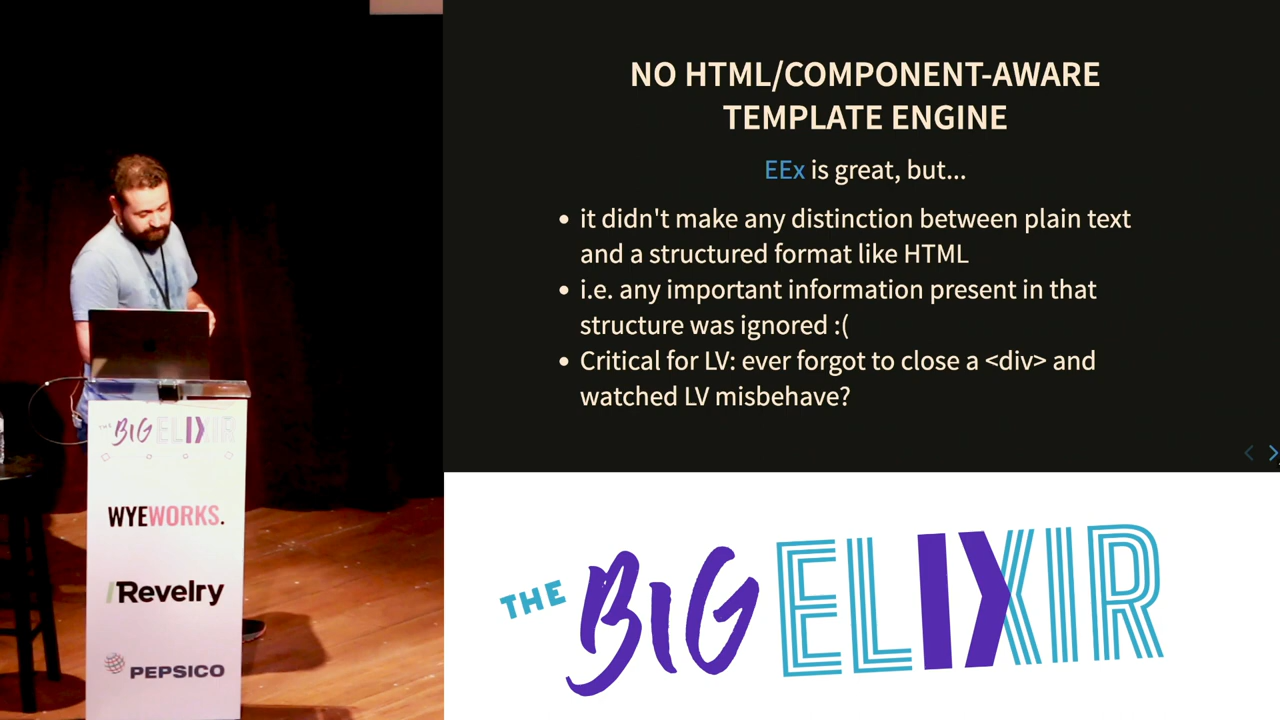 NO HTML/COMPONENT-AWARE
TEMPLATE ENGINE
EEx is great, but...
• it didn't make any distinction between plain text
and a structured format like HTML
• i.e. any important information present in that
structure was ignored :(
• Critical for LV: ever forgot to close a <div> and
watched LV misbehave?
THE BIG ELIXIR
WYEWORKS.
Revelry
PEPSICO
THE BIG ELIXIR